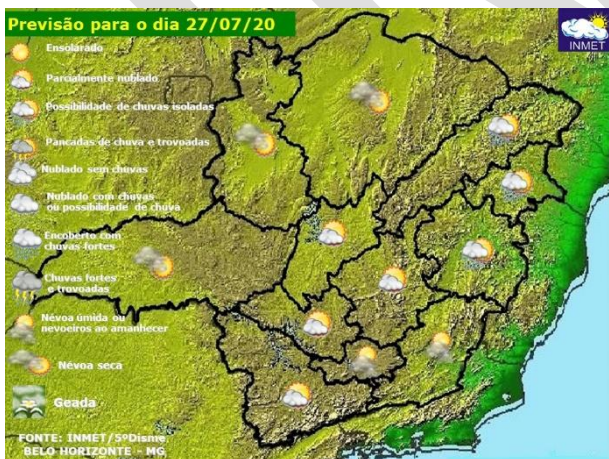 Previsão para o dia 27/07/20
INMET
Ensolarado
Parcialmente nublado
Possibilidade de chuvas isoladas
Pancadas de chuva e trovoadas
Nublado sem chuvas
Nublado com chuvas
ou possibilidade de chuva
Encoberto com
chuvas fortes
Chuvas fortes
e trovoadas
Névoa úmida ou
nevoeiros ao amanhecer
Névoa seca
Geada
FONTE: INMET/5ºDisme
BELO HORIZONTE - MG